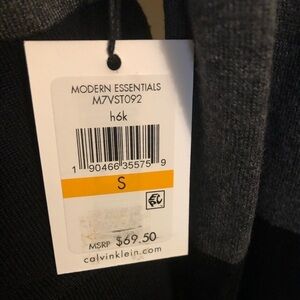 MODERN ESSENTIALS
M7VST092
h6k
1 90466 35575 9
S
MSRP $69.50
calvinklein.com